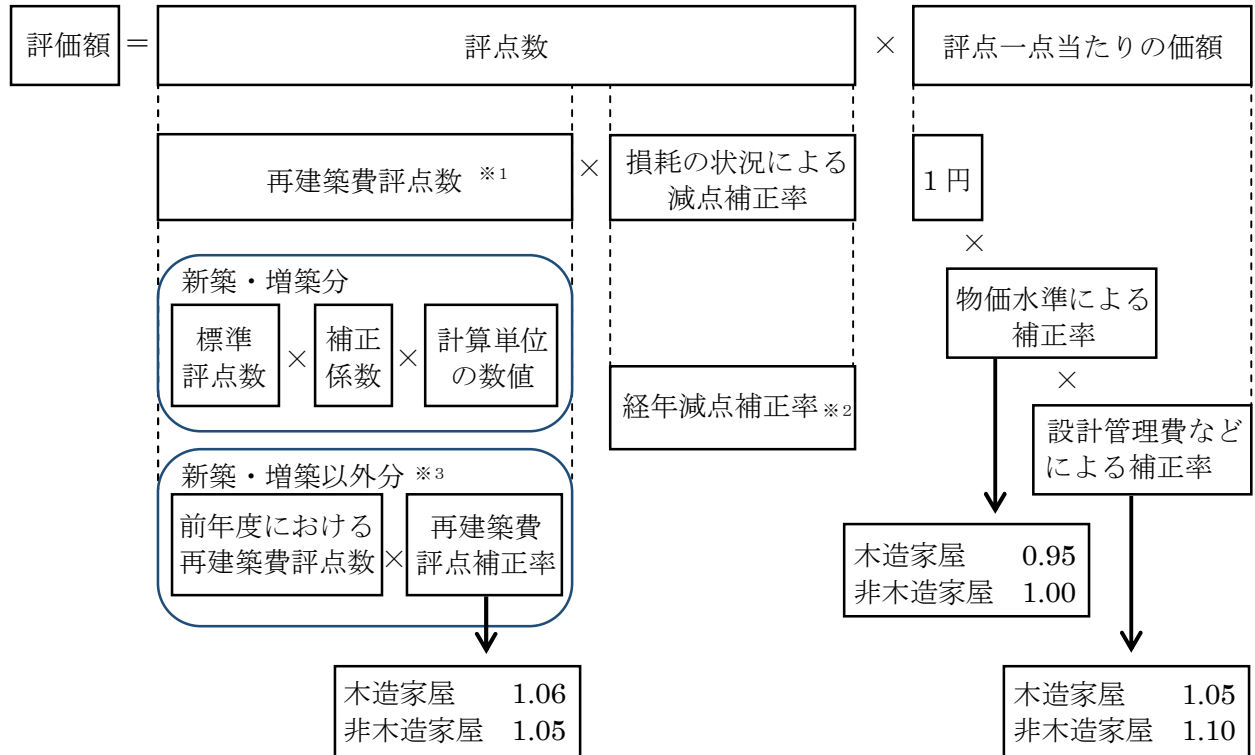 評価額 = 評点数 × 評点一点当たりの価額
再建築費評点数 ※1 × 損耗の状況による
減点補正率
1円
×
物価水準による
補正率
×
設計管理費など
による補正率
新築・増築分
標準
評点数
×
補正
係数
×
計算単位
の数値
経年減点補正率※2
新築・増築以外分 ※3
前年度における
再建築費評点数
×
再建築費
評点補正率
木造家屋 0.95
非木造家屋 1.00
木造家屋 1.06
非木造家屋 1.05
木造家屋 1.05
非木造家屋 1.10